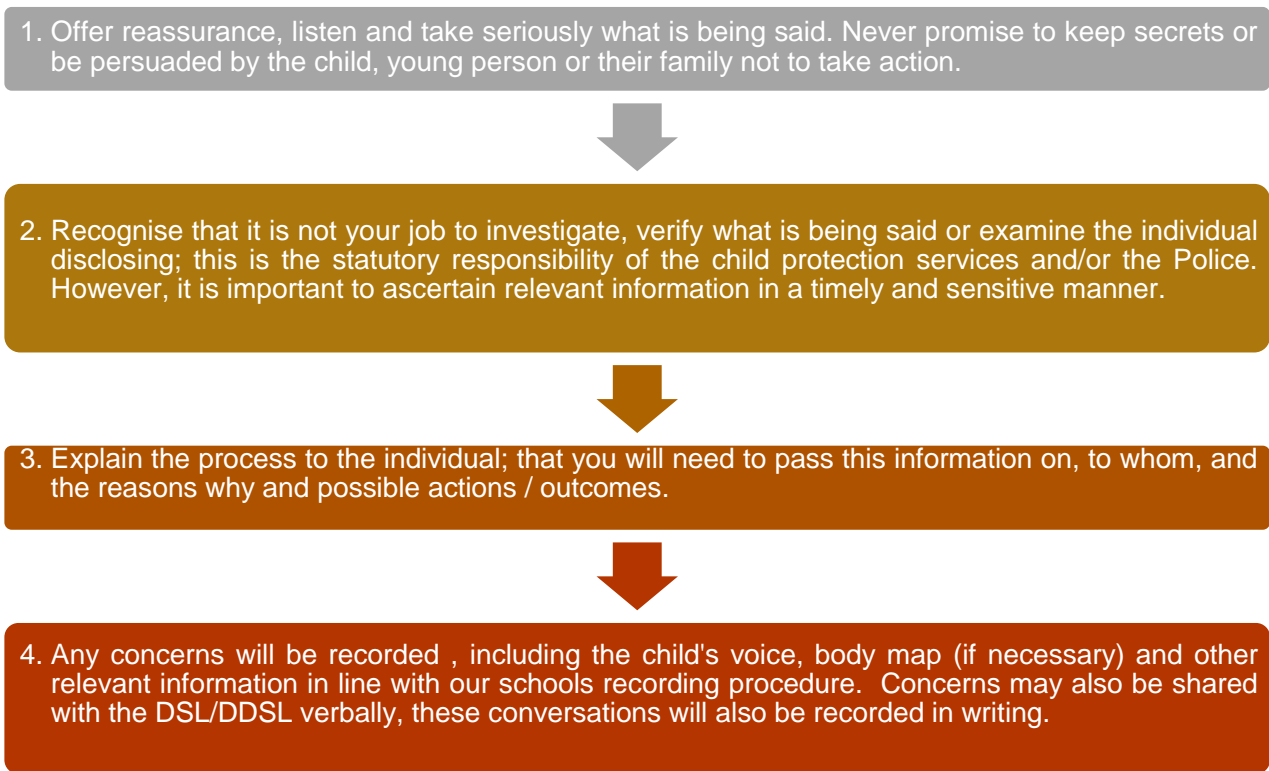 1. Offer reassurance, listen and take seriously what is being said. Never promise to keep secrets or
be persuaded by the child, young person or their family not to take action.
2. Recognise that it is not your job to investigate, verify what is being said or examine the individual
disclosing; this is the statutory responsibility of the child protection services and/or the Police.
However, it is important to ascertain relevant information in a timely and sensitive manner.
3. Explain the process to the individual; that you will need to pass this information on, to whom, and
the reasons why and possible actions / outcomes.
4. Any concerns will be recorded , including the child's voice, body map (if necessary) and other
relevant information in line with our schools recording procedure.  Concerns may also be shared
with the DSL/DDSL verbally, these conversations will also be recorded in writing.